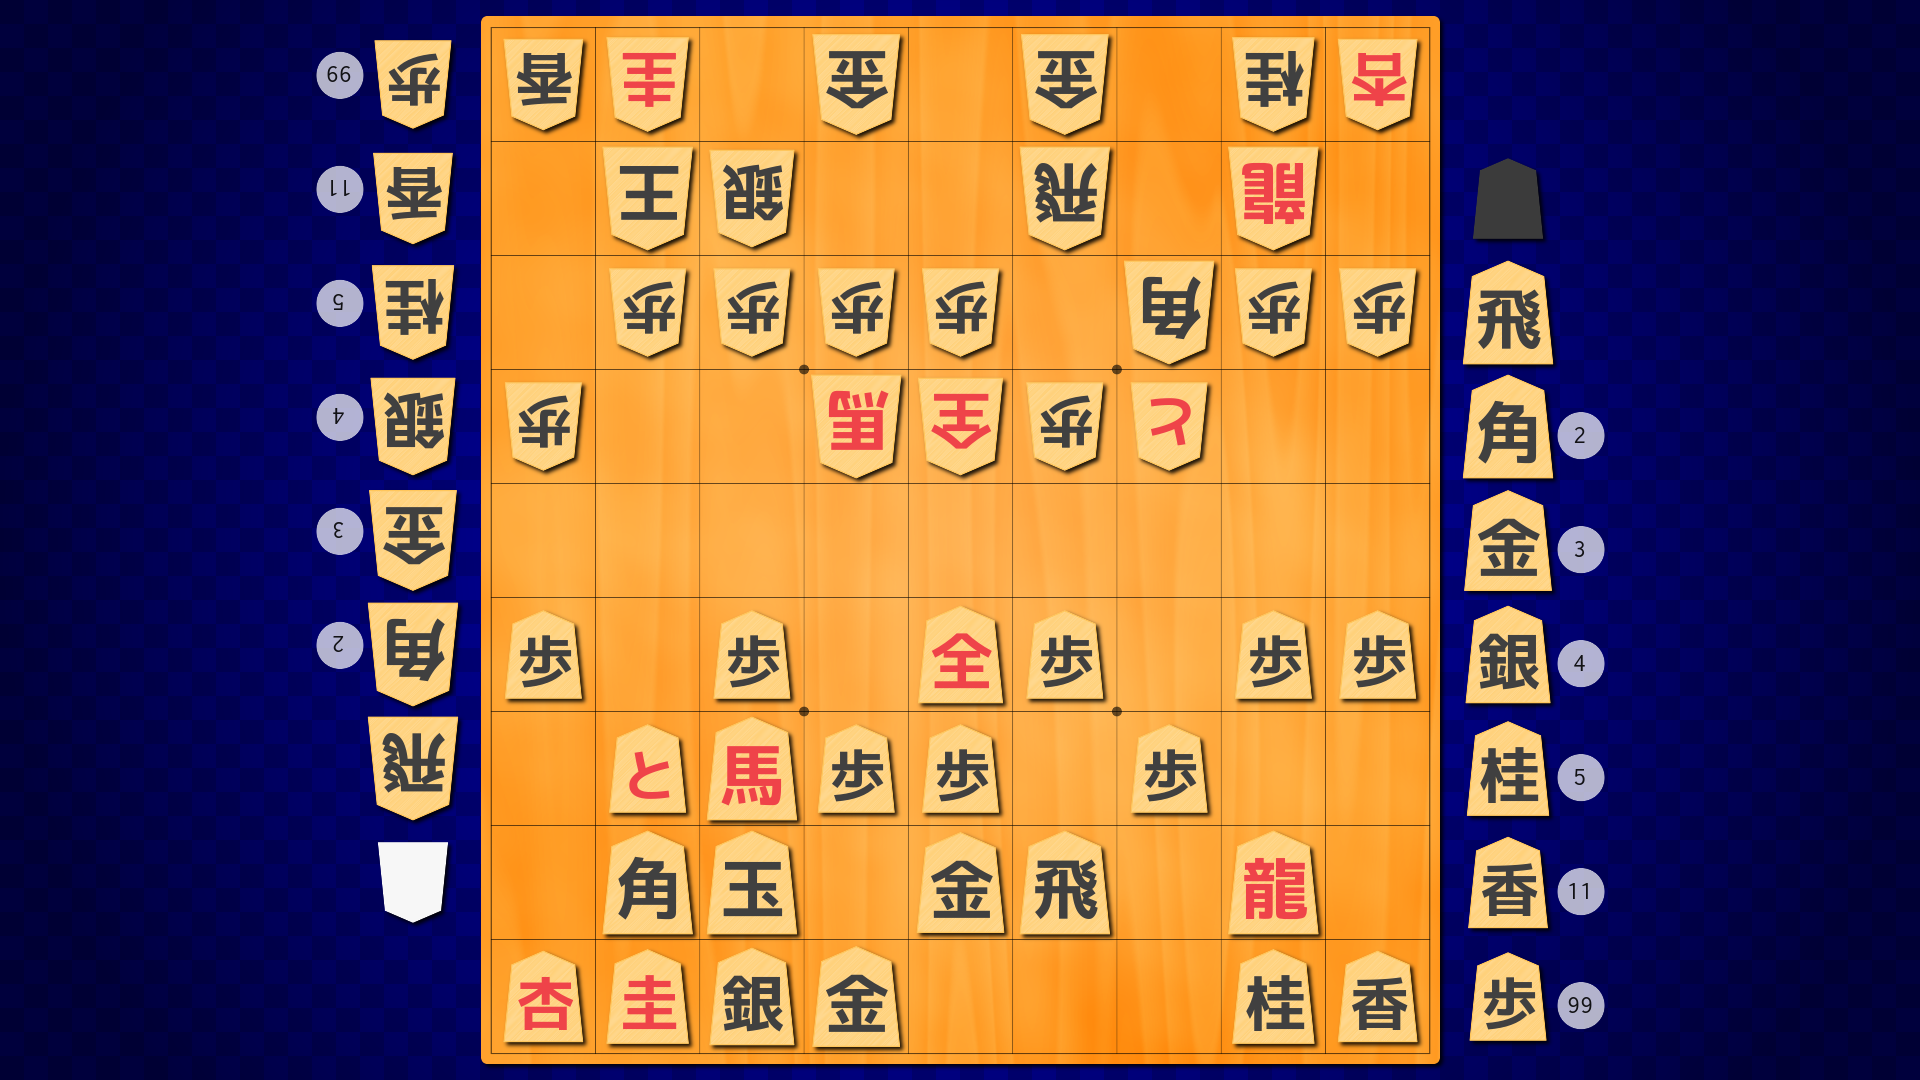 99 歩 香 圭 金 金 桂 杏
11 香 王 銀 飛 龍
5 桂 歩 歩 歩 歩 角 歩 歩 飛
4 銀 歩 馬 全 歩 と 角 2
3 金 金 3
2 角 歩 歩 全 歩 歩 歩 銀 4
飛 と 馬 歩 歩 歩 桂 5
角 玉 金 飛 龍 香 11
杏 圭 銀 金 桂 香 歩 99